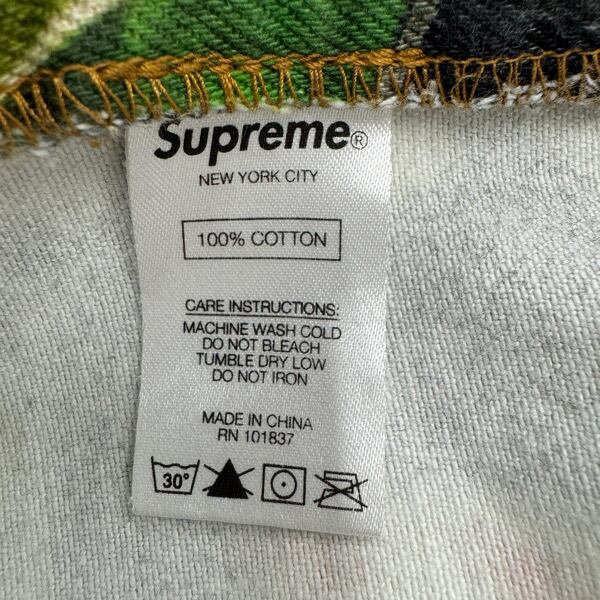 Supreme®
NEW YORK CITY
100% COTTON
CARE INSTRUCTIONS:
MACHINE WASH COLD
DO NOT BLEACH
TUMBLE DRY LOW
DO NOT IRON
MADE IN CHINA
RN 101837
30°